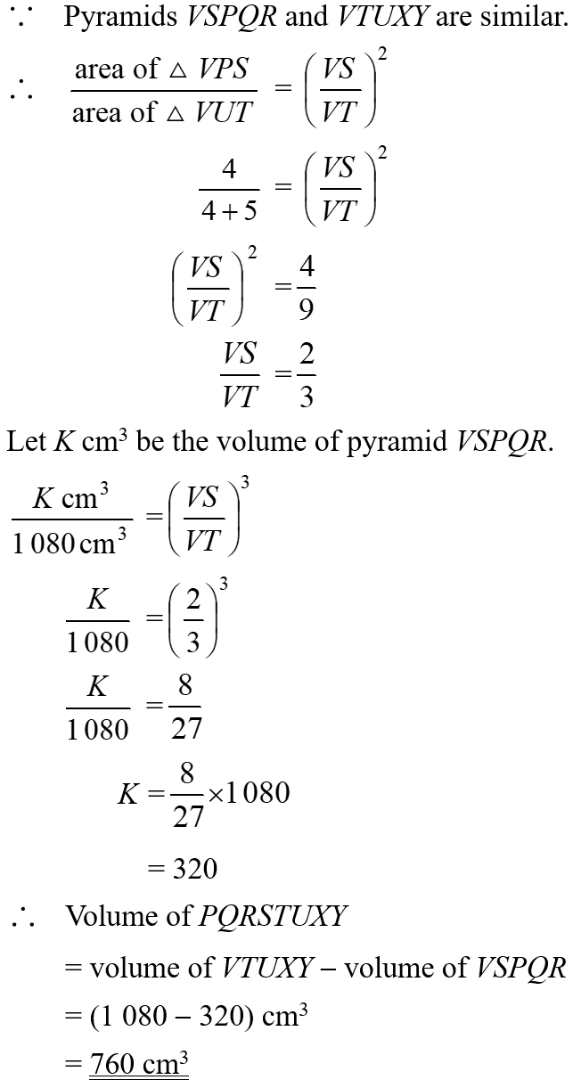 ∵ Pyramids VSPQR and VTUXY are similar.
∴ area of △ VPS / area of △ VUT = (VS/VT)²
4/(4+5) = (VS/VT)²
(VS/VT)² = 4/9
VS/VT = 2/3
Let K cm³ be the volume of pyramid VSPQR.
K cm³/1 080 cm³ = (VS/VT)³
K/1 080 = (2/3)³
K/1 080 = 8/27
K = 8/27 × 1 080
= 320
∴ Volume of PQRSTUXY
= volume of VTUXY – volume of VSPQR
= (1 080 – 320) cm³
= 760 cm³